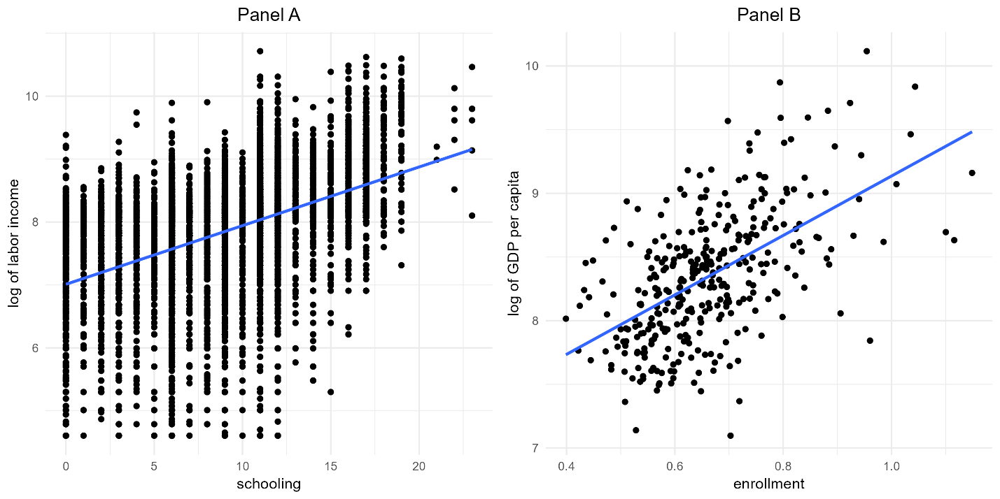 Panel A
log of labor income
10
8
6
0 5 10 15 20
schooling
Panel B
log of GDP per capita
10
9
8
7
0.4 0.6 0.8 1.0
enrollment